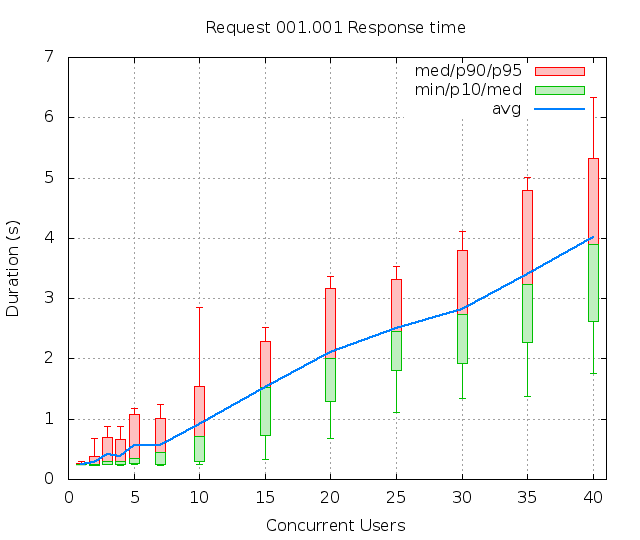 Request 001.001 Response time
med/p90/p95
min/p10/med
avg
Duration (s)
7
6
5
4
3
2
1
0
0 5 10 15 20 25 30 35 40
Concurrent Users